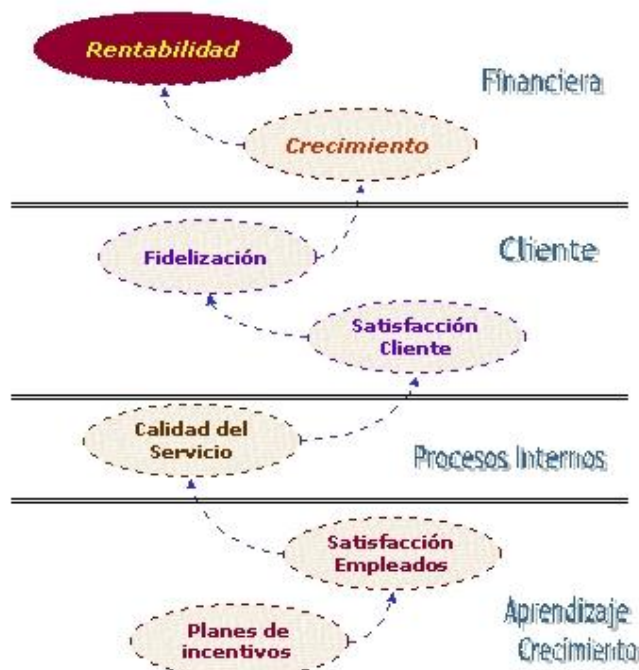 Rentabilidad
Financiera
Crecimiento
Cliente
Fidelización
Satisfacción
Cliente
Calidad del
Servicio
Procesos Internos
Satisfacción
Empleados
Aprendizaje
Crecimiento
Planes de
incentivos